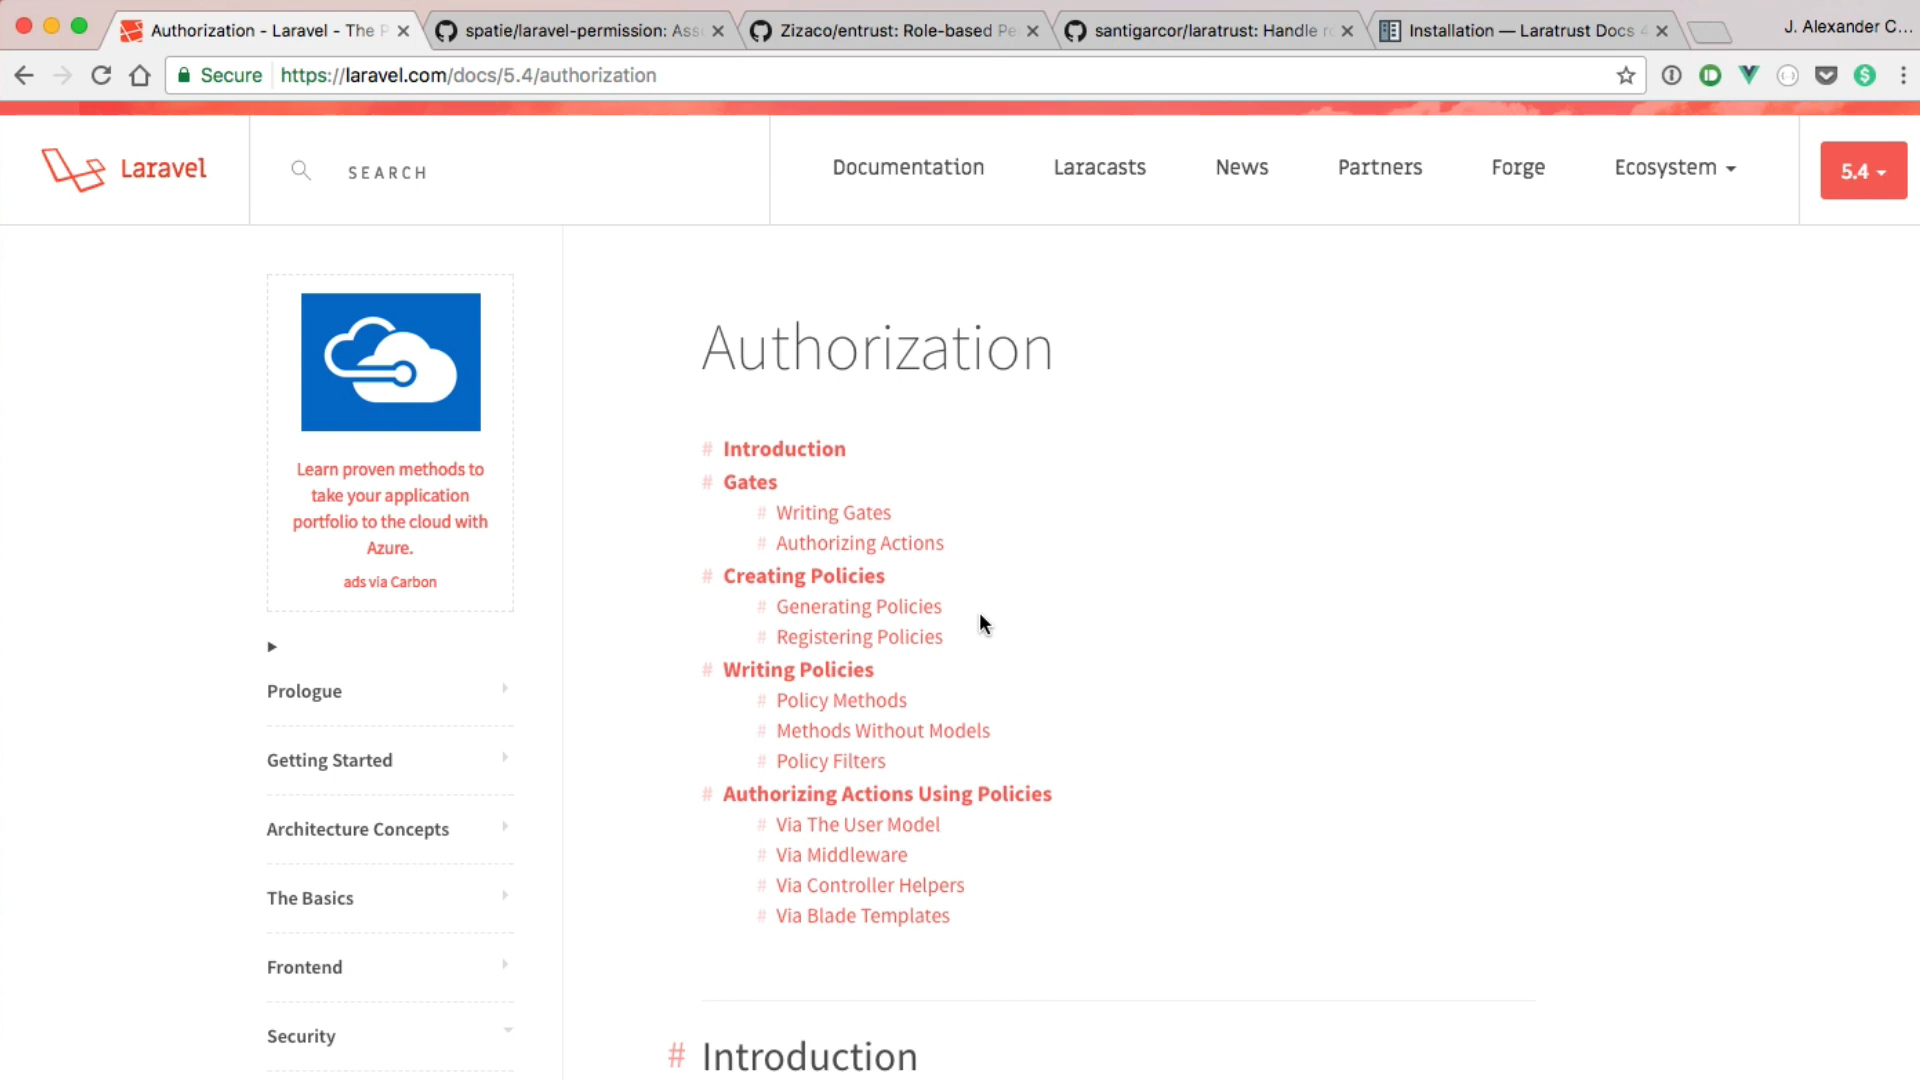 Authorization - Laravel - The P
spatie/laravel-permission: Ass
Zizaco/entrust: Role-based Pe
santigarcor/laratrust: Handle r
Installation — Laratrust Docs 4
J. Alexander C...
Secure
https://laravel.com/docs/5.4/authorization
Laravel
SEARCH
Documentation
Laracasts
News
Partners
Forge
Ecosystem
5.4
Learn proven methods to
take your application
portfolio to the cloud with
Azure.
ads via Carbon
Prologue
Getting Started
Architecture Concepts
The Basics
Frontend
Security
Authorization
# Introduction
# Gates
# Writing Gates
# Authorizing Actions
# Creating Policies
# Generating Policies
# Registering Policies
# Writing Policies
# Policy Methods
# Methods Without Models
# Policy Filters
# Authorizing Actions Using Policies
# Via The User Model
# Via Middleware
# Via Controller Helpers
# Via Blade Templates
# Introduction